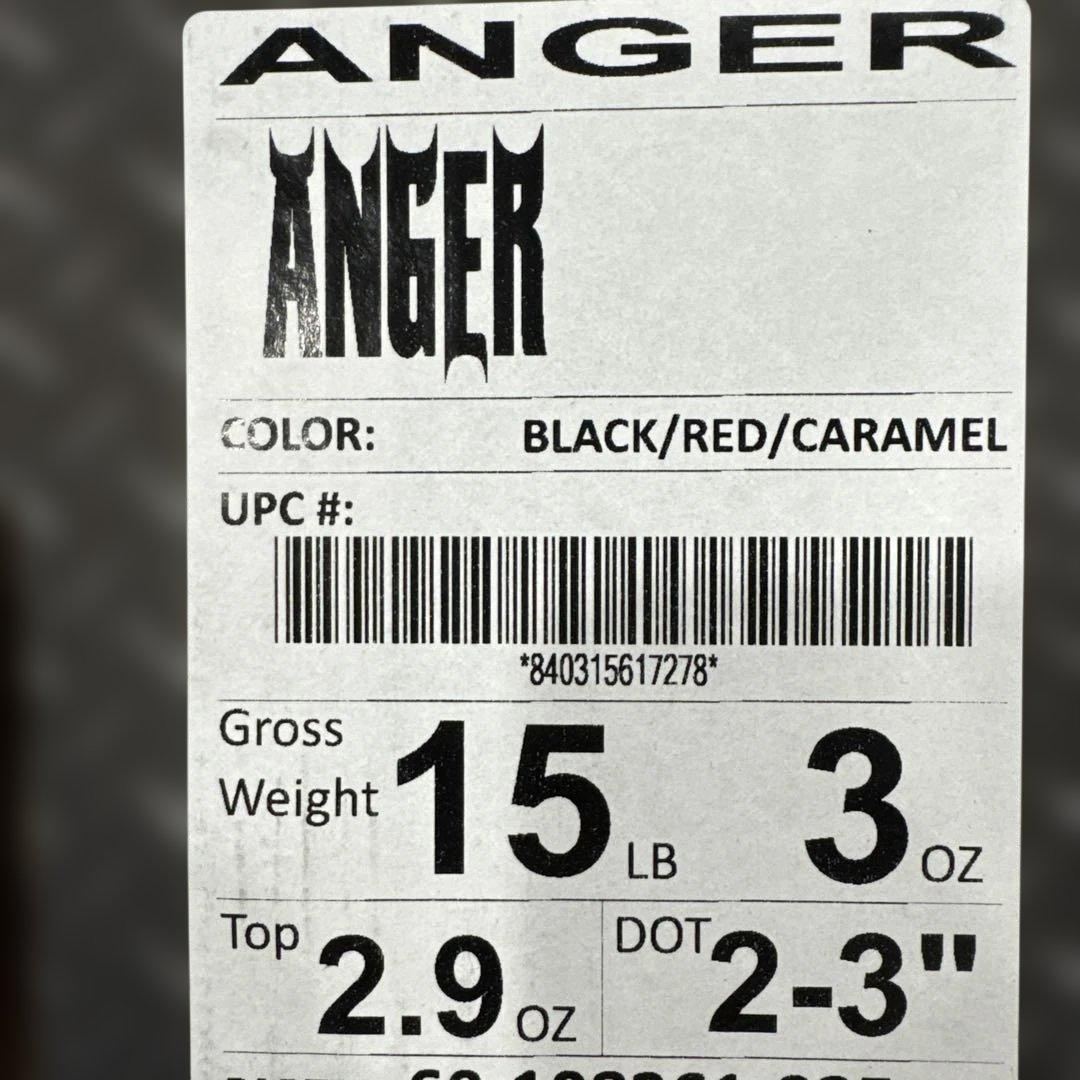 ANGER
ANGER
COLOR: BLACK/RED/CARAMEL
UPC #:
*840315617278*
Gross
Weight 15 LB 3 OZ
Top 2.9 OZ DOT 2-3"